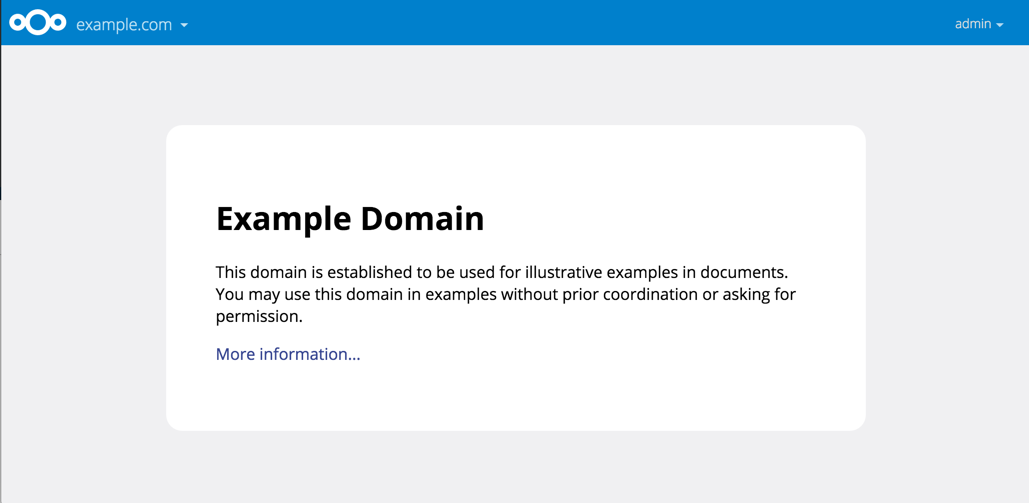 example.com
admin
Example Domain
This domain is established to be used for illustrative examples in documents.
You may use this domain in examples without prior coordination or asking for
permission.
More information...